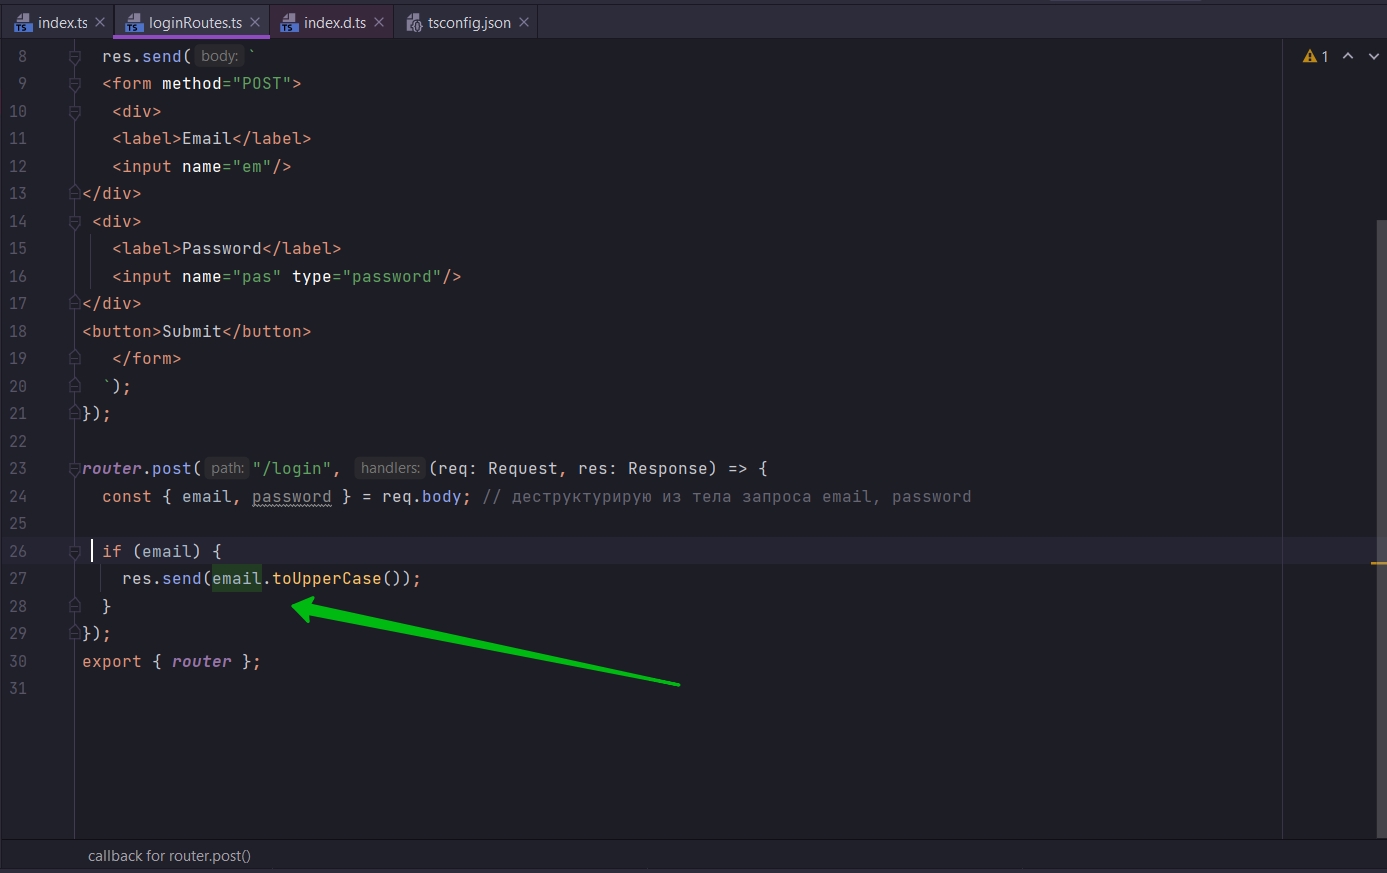 index.ts loginRoutes.ts index.d.ts tsconfig.json
1
8 res.send( body: `
9 <form method="POST">
10 <div>
11 <label>Email</label>
12 <input name="em"/>
13 </div>
14 <div>
15 <label>Password</label>
16 <input name="pas" type="password"/>
17 </div>
18 <button>Submit</button>
19 </form>
20 `);
21 });
22
23 router.post( path: "/login", handlers: (req: Request, res: Response) => {
24 const { email, password } = req.body; // деструктурирую из тела запроса email, password
25
26 if (email) {
27 res.send(email.toUpperCase());
28 }
29 });
30 export { router };
31
callback for router.post()